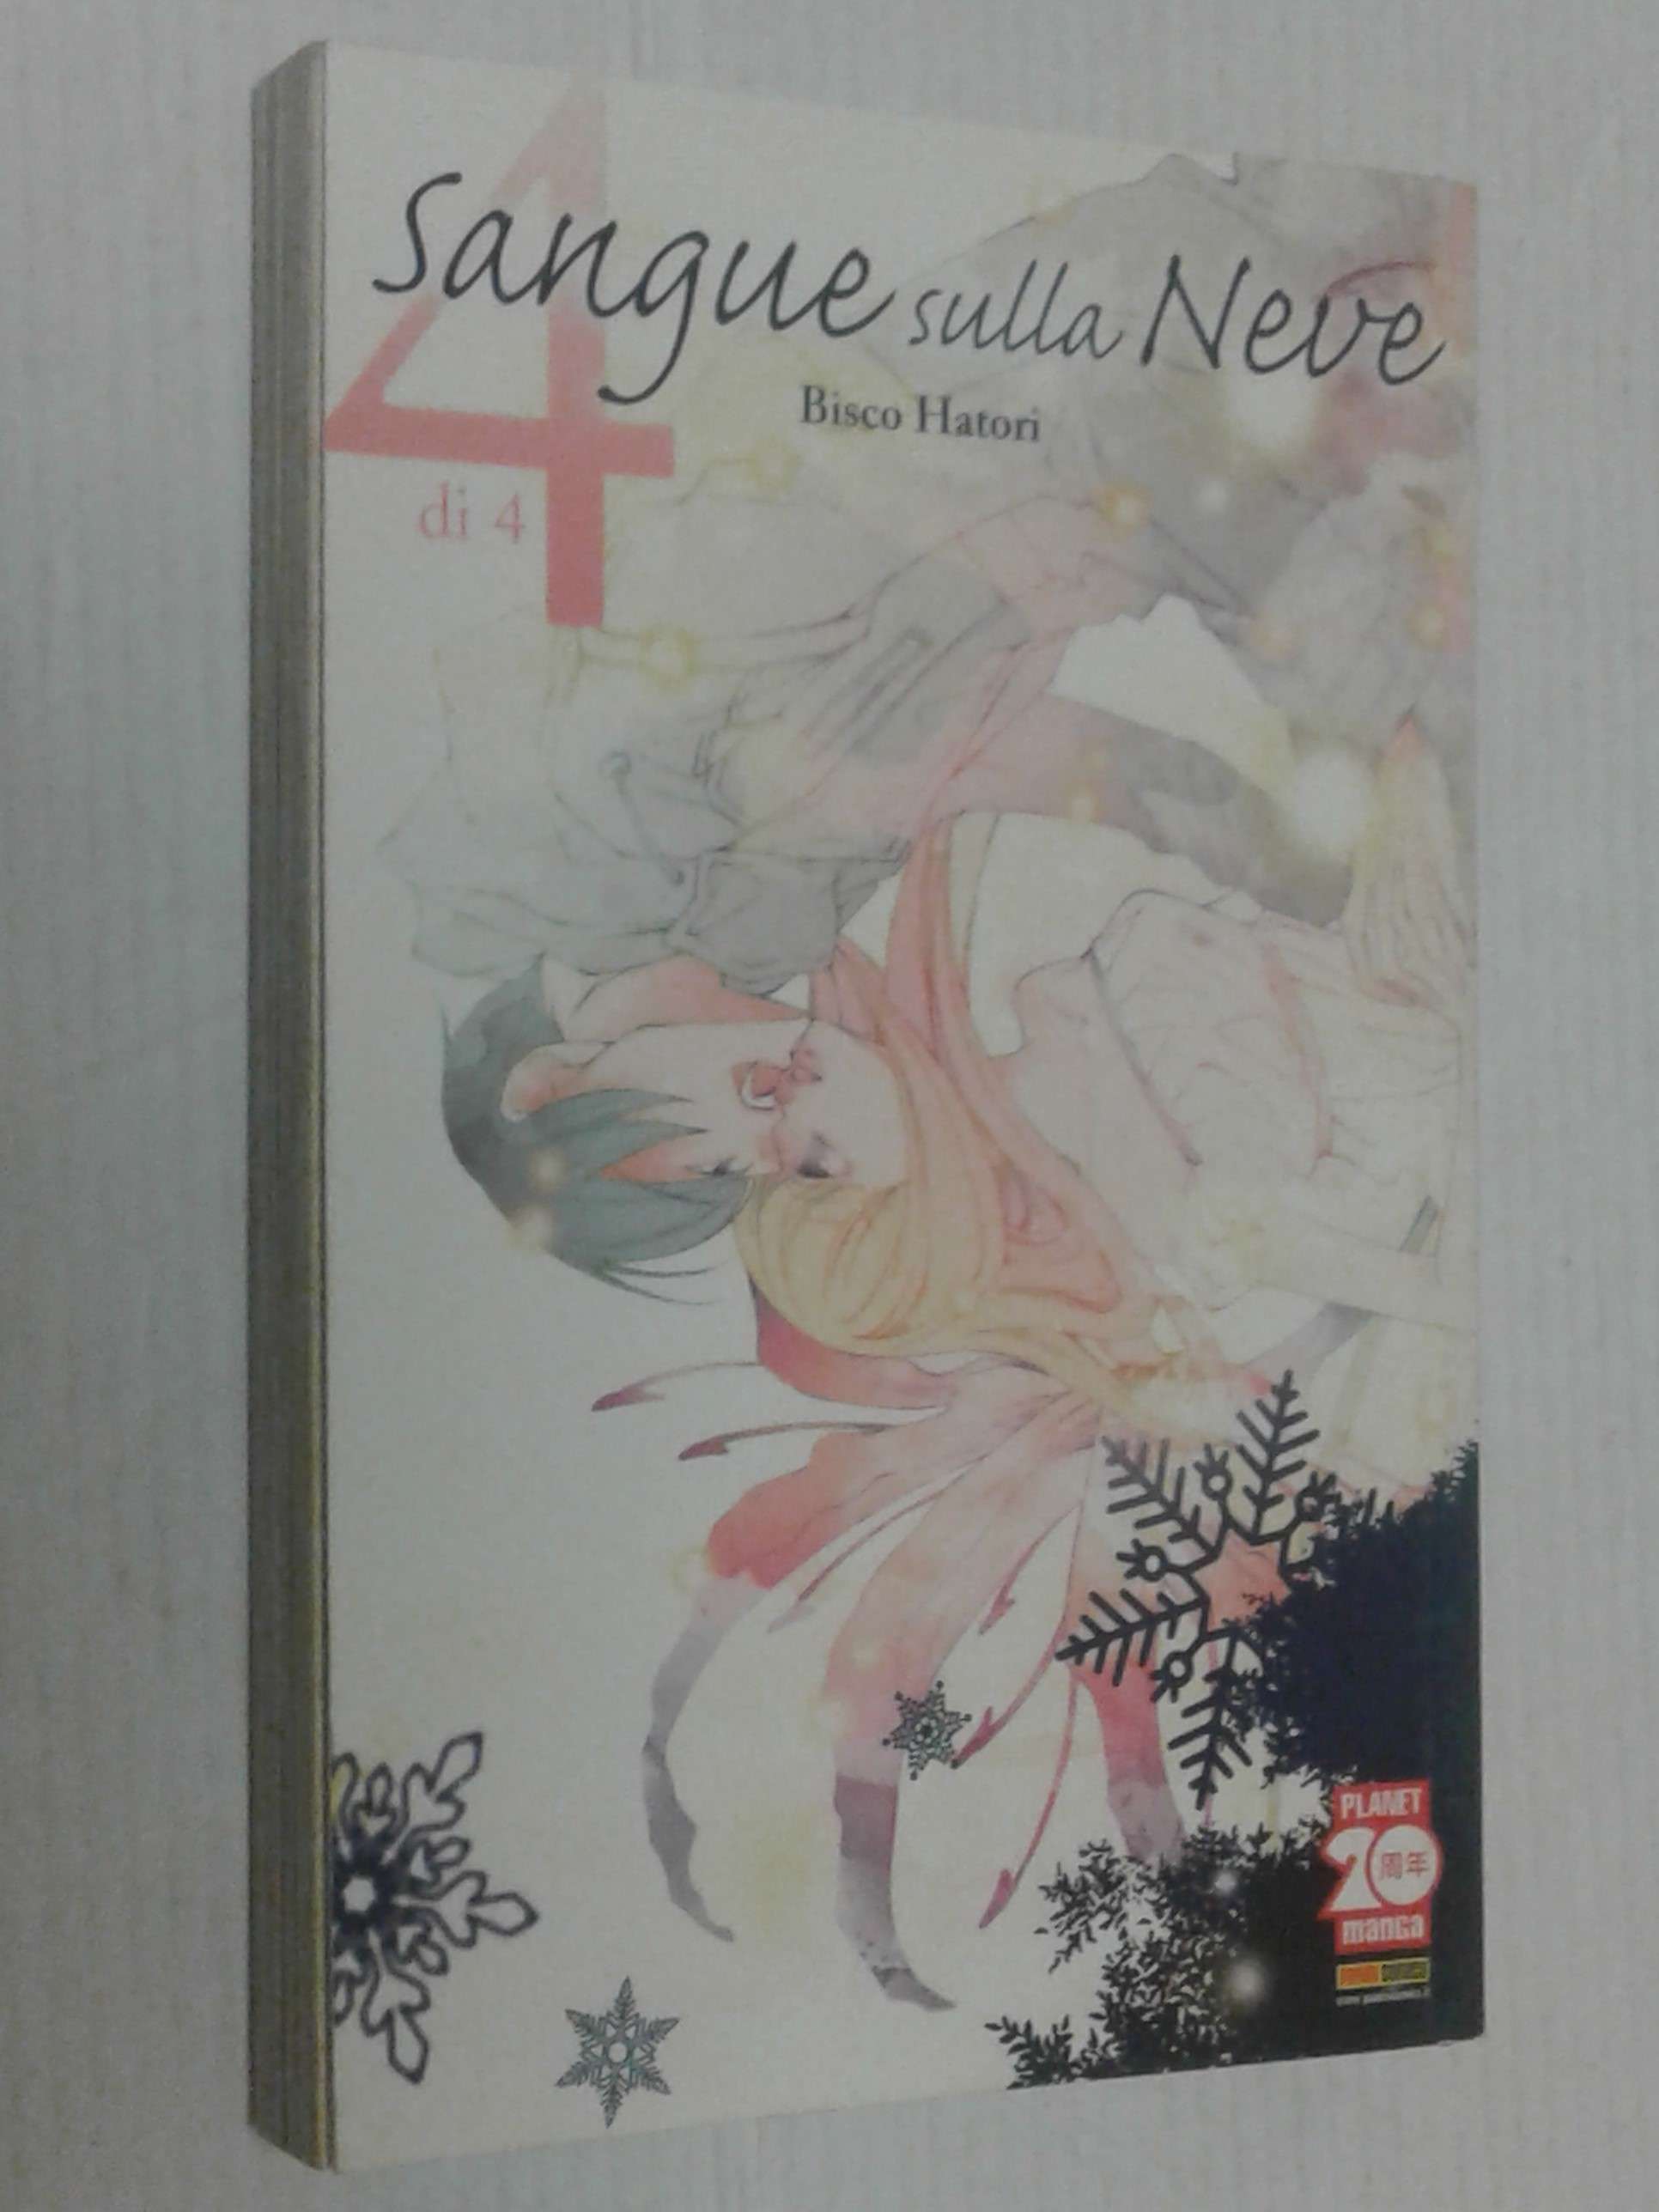 4
Sangue sulla Neve
Bisco Hatori
di 4
PLANET
20
周年
manga